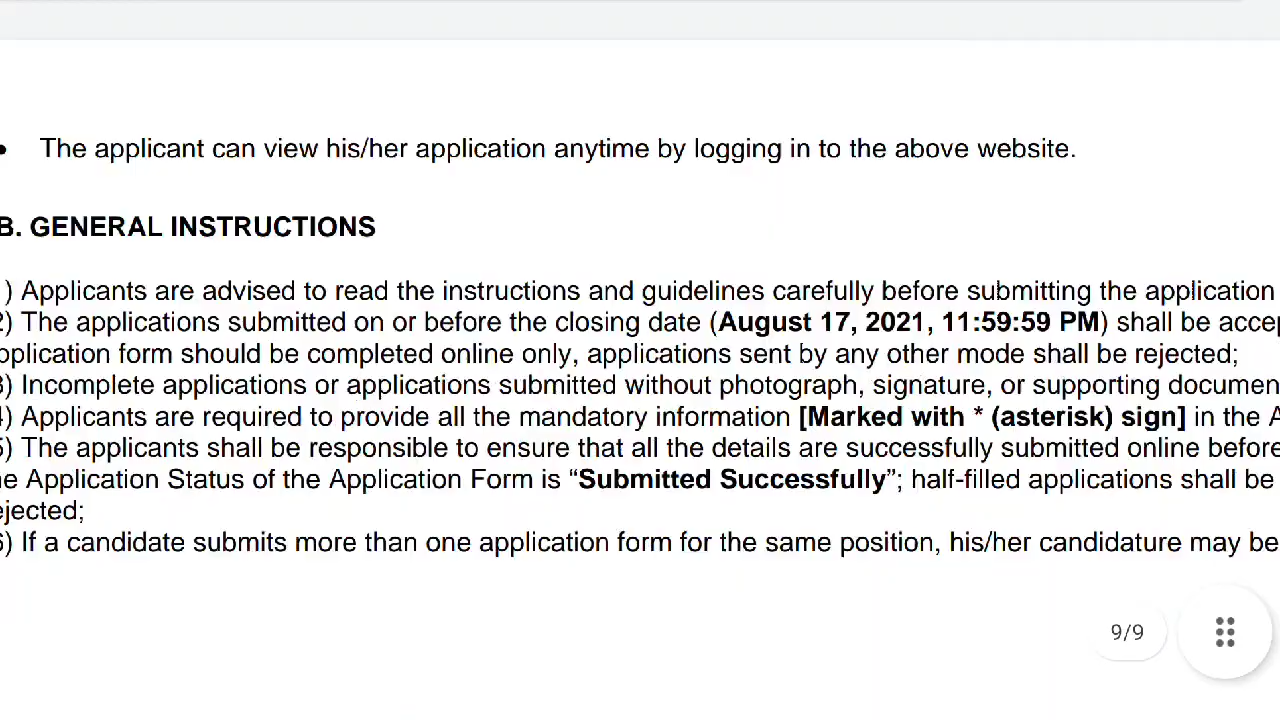 • The applicant can view his/her application anytime by logging in to the above website.
B. GENERAL INSTRUCTIONS
) Applicants are advised to read the instructions and guidelines carefully before submitting the application
2) The applications submitted on or before the closing date (August 17, 2021, 11:59:59 PM) shall be
application form should be completed online only, applications sent by any other mode shall be rejected;
3) Incomplete applications or applications submitted without photograph, signature, or supporting
4) Applicants are required to provide all the mandatory information [Marked with * (asterisk) sign] in the
5) The applicants shall be responsible to ensure that all the details are successfully submitted online before
Application Status of the Application Form is “Submitted Successfully”; half-filled applications shall be
ejected;
6) If a candidate submits more than one application form for the same position, his/her candidature may be
9/9